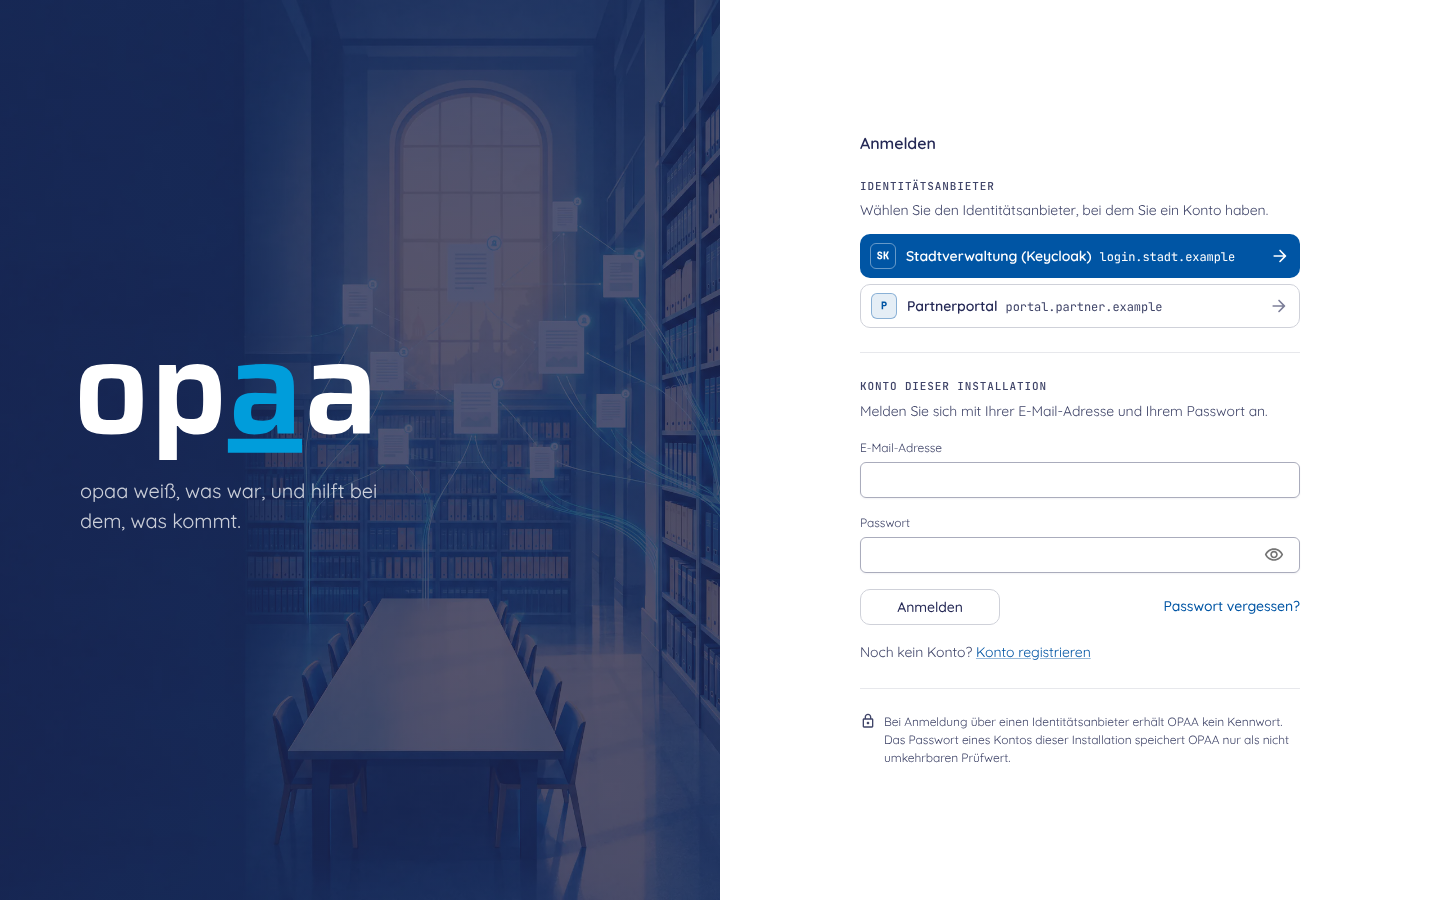 opaa
opaa weiß, was war, und hilft bei
dem, was kommt.
Anmelden
IDENTITÄTSANBIETER
Wählen Sie den Identitätsanbieter, bei dem Sie ein Konto haben.
SK Stadtverwaltung (Keycloak) login.stadt.example
P Partnerportal portal.partner.example
KONTO DIESER INSTALLATION
Melden Sie sich mit Ihrer E-Mail-Adresse und Ihrem Passwort an.
E-Mail-Adresse
Passwort
Anmelden Passwort vergessen?
Noch kein Konto? Konto registrieren
Bei Anmeldung über einen Identitätsanbieter erhält OPAA kein Kennwort.
Das Passwort eines Kontos dieser Installation speichert OPAA nur als nicht
umkehrbaren Prüfwert.